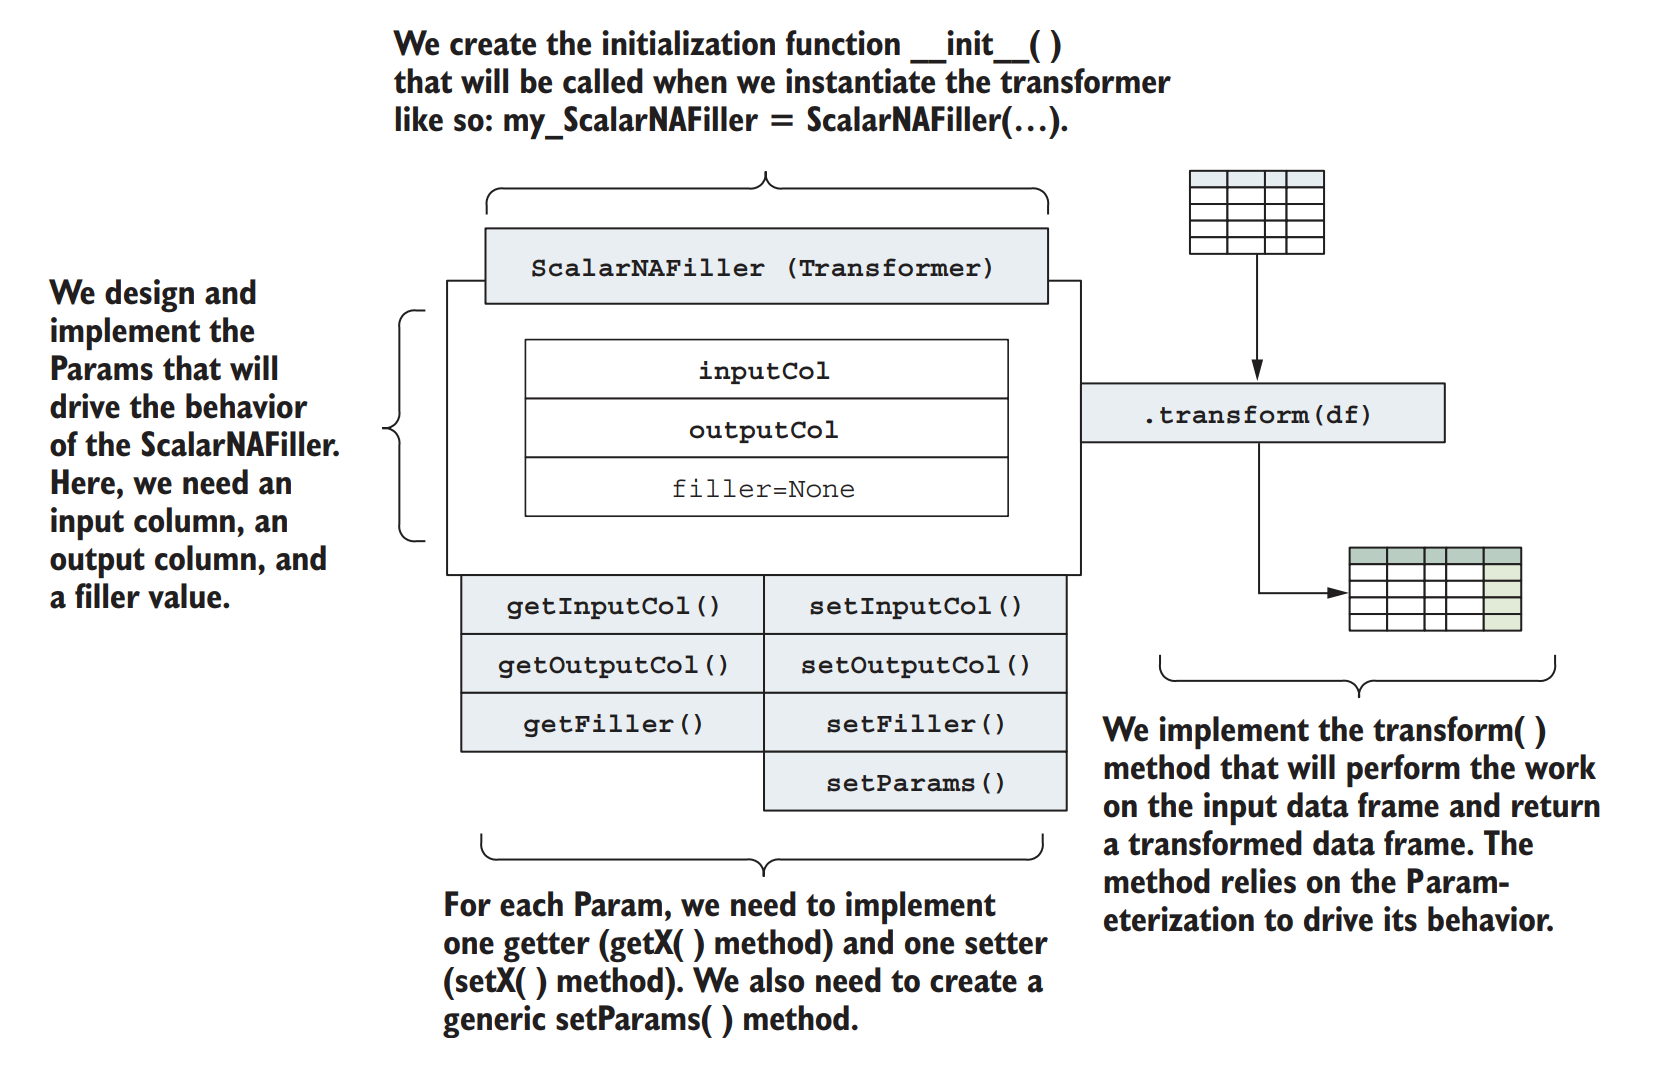 We create the initialization function __init__( )
that will be called when we instantiate the transformer
like so: my_ScalarNAFiller = ScalarNAFiller(…).
ScalarNAFiller (Transformer)
We design and
implement the
Params that will
drive the behavior
of the ScalarNAFiller.
Here, we need an
input column, an
output column, and
a filler value.
inputCol
outputCol
filler=None
.transform(df)
getInputCol()
setInputCol()
getOutputCol()
setOutputCol()
getFiller()
setFiller()
setParams()
For each Param, we need to implement
one getter (getX( ) method) and one setter
(setX( ) method). We also need to create a
generic setParams( ) method.
We implement the transform( )
method that will perform the work
on the input data frame and return
a transformed data frame. The
method relies on the Param-
eterization to drive its behavior.